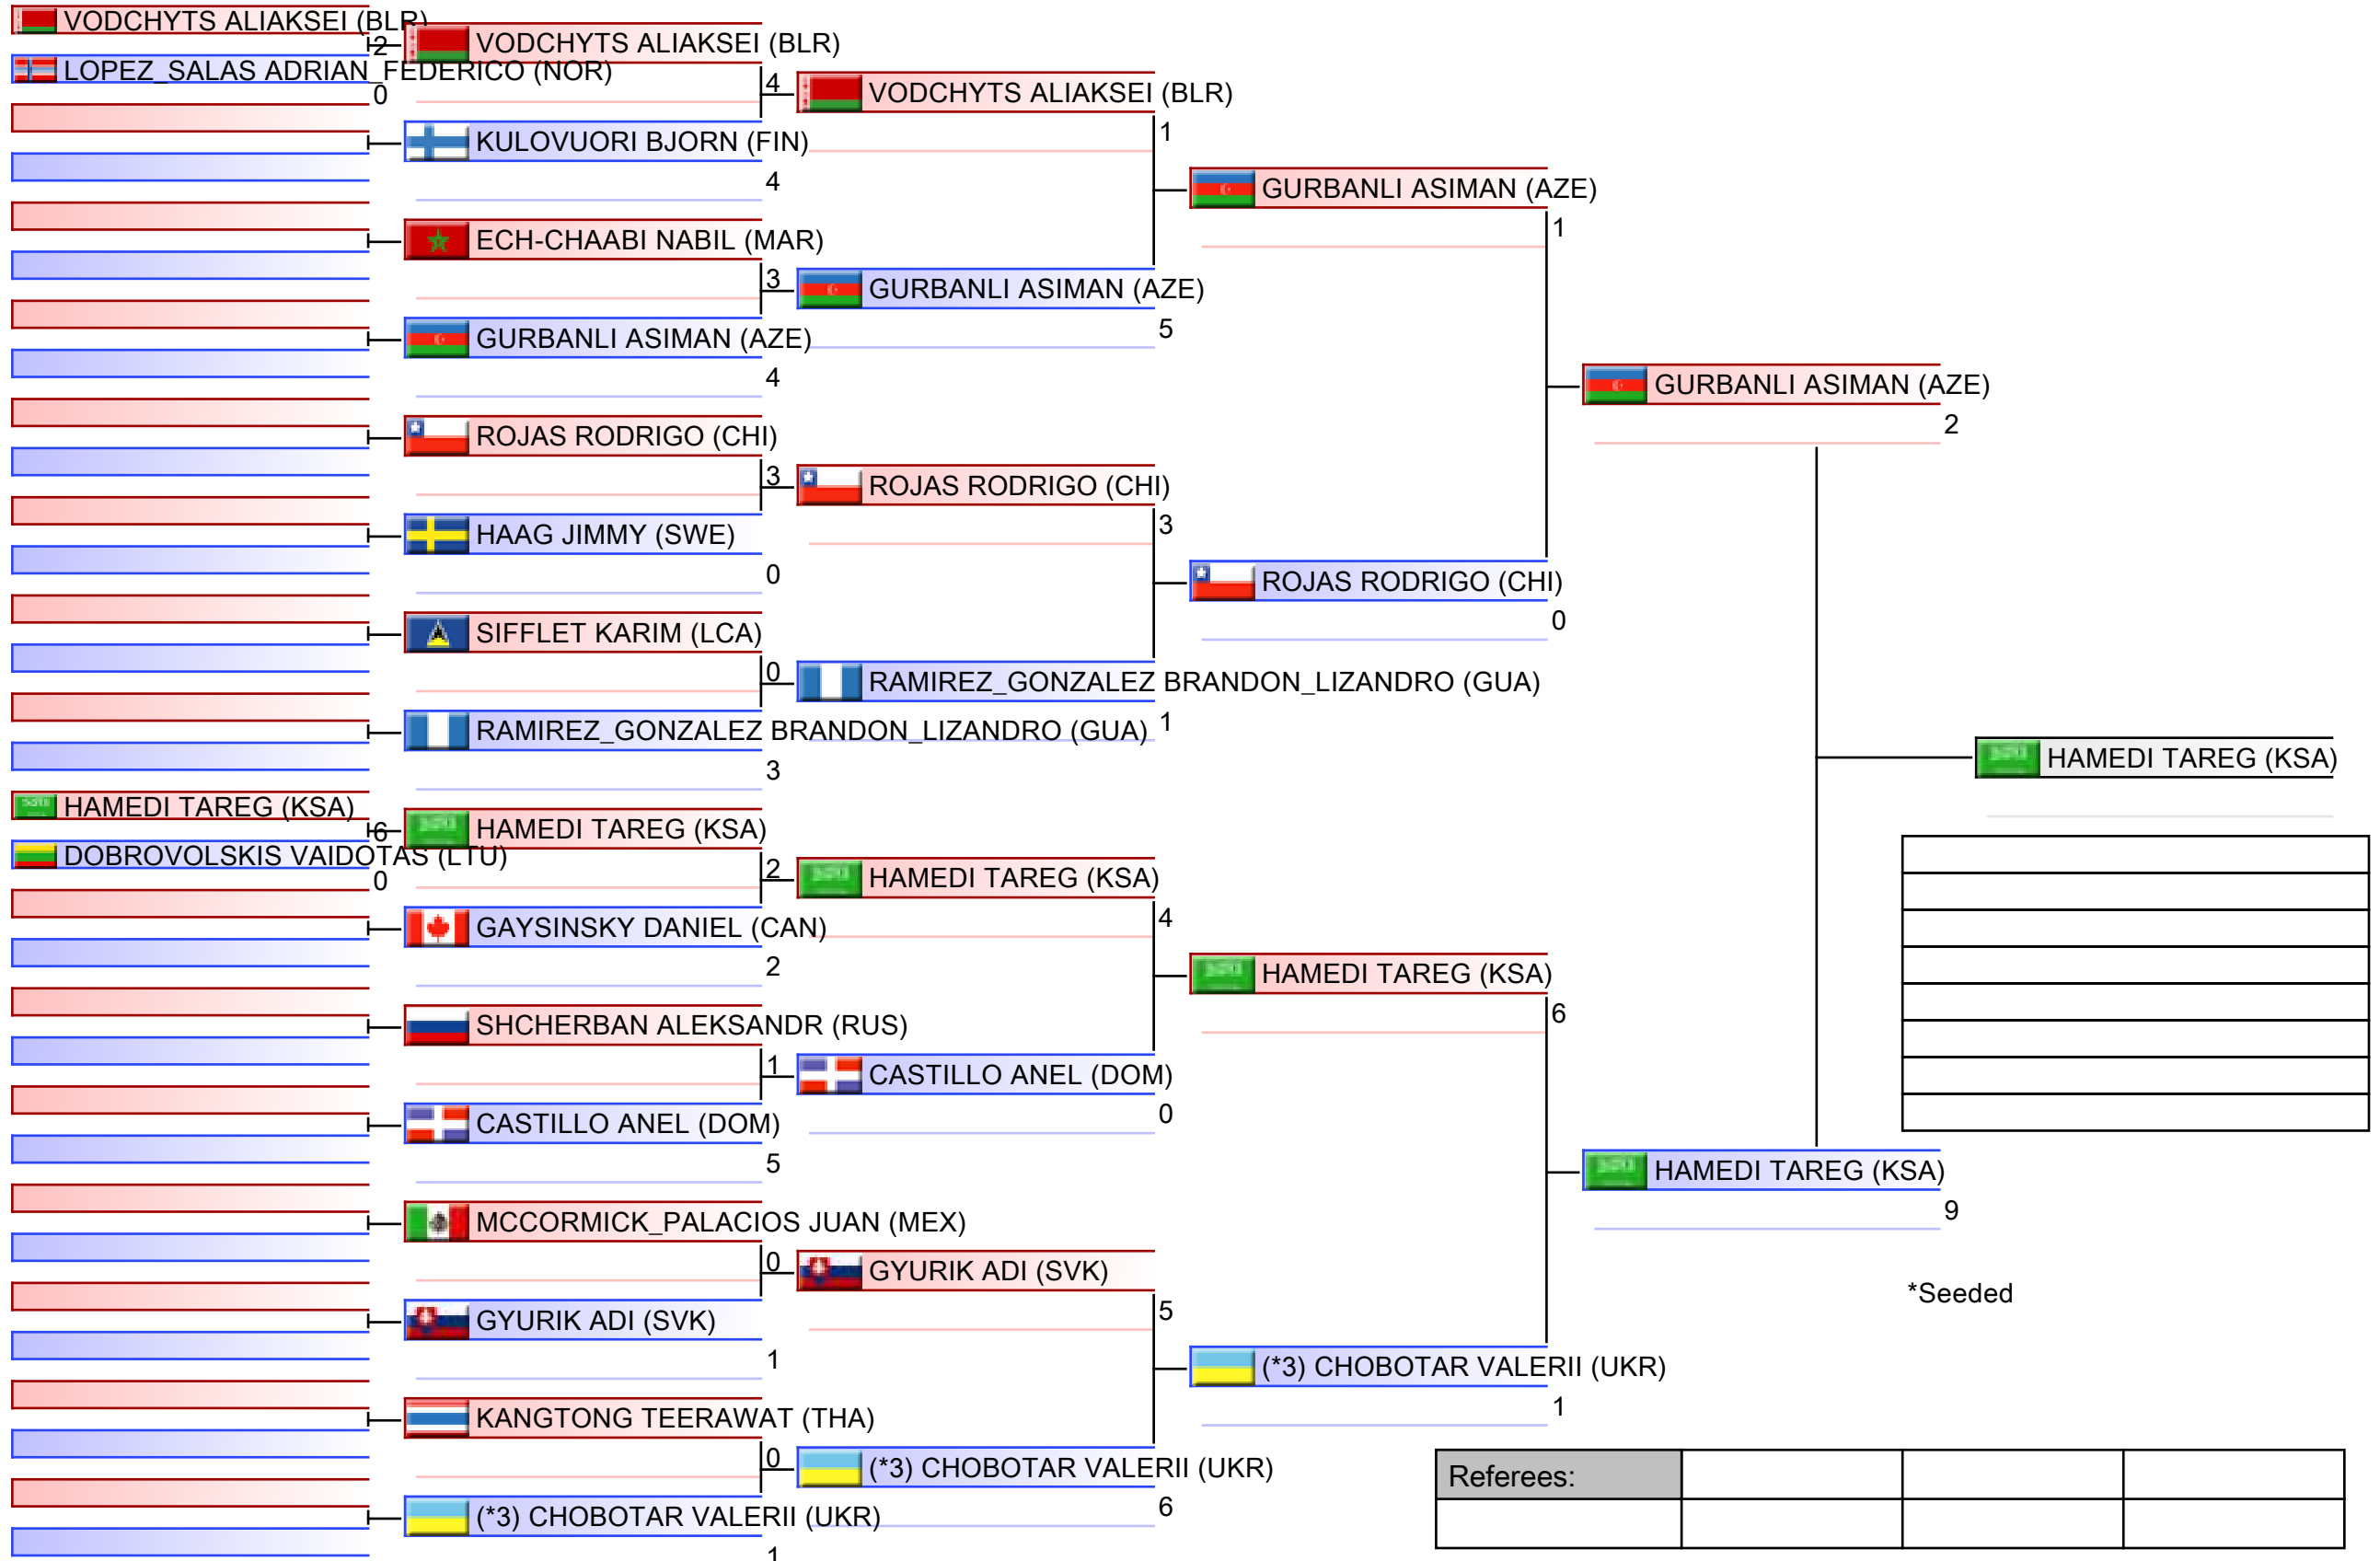 VODCHYTS ALIAKSEI (BLR)
2
LOPEZ_SALAS ADRIAN_FEDERICO (NOR)
0
HAMEDI TAREG (KSA)
6
DOBROVOLSKIS VAIDOTAS (LTU)
0
VODCHYTS ALIAKSEI (BLR)
4
KULOVUORI BJORN (FIN)
4
ECH-CHAABI NABIL (MAR)
3
GURBANLI ASIMAN (AZE)
4
ROJAS RODRIGO (CHI)
3
HAAG JIMMY (SWE)
0
SIFFLET KARIM (LCA)
0
RAMIREZ_GONZALEZ BRANDON_LIZANDRO (GUA)
3
HAMEDI TAREG (KSA)
2
GAYSINSKY DANIEL (CAN)
2
SHCHERBAN ALEKSANDR (RUS)
1
CASTILLO ANEL (DOM)
5
MCCORMICK_PALACIOS JUAN (MEX)
0
GYURIK ADI (SVK)
1
KANGTONG TEERAWAT (THA)
0
(*3) CHOBOTAR VALERII (UKR)
1
VODCHYTS ALIAKSEI (BLR)
1
GURBANLI ASIMAN (AZE)
5
ROJAS RODRIGO (CHI)
3
RAMIREZ_GONZALEZ BRANDON_LIZANDRO (GUA)
1
HAMEDI TAREG (KSA)
4
CASTILLO ANEL (DOM)
0
GYURIK ADI (SVK)
5
(*3) CHOBOTAR VALERII (UKR)
6
GURBANLI ASIMAN (AZE)
1
ROJAS RODRIGO (CHI)
0
HAMEDI TAREG (KSA)
6
(*3) CHOBOTAR VALERII (UKR)
1
GURBANLI ASIMAN (AZE)
2
HAMEDI TAREG (KSA)
9
HAMEDI TAREG (KSA)
*Seeded
Referees: